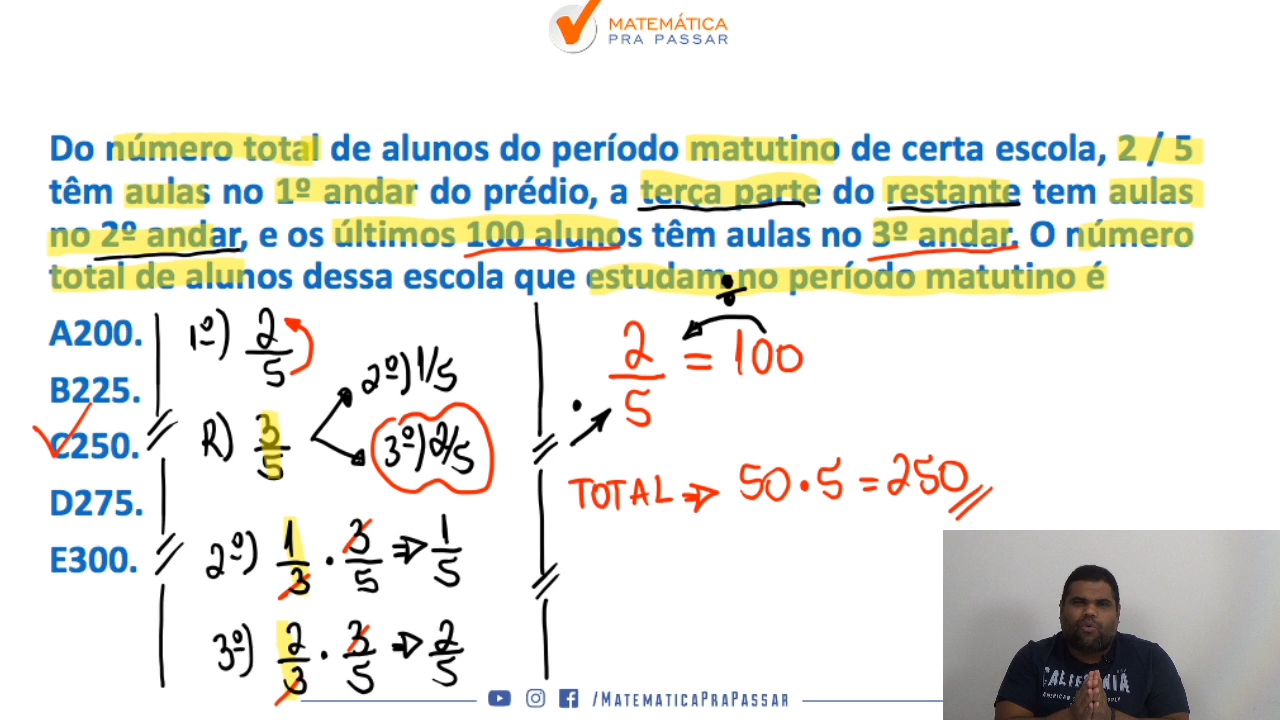 MATEMÁTICA
PRA PASSAR
Do número total de alunos do período matutino de certa escola, 2 / 5
têm aulas no 1º andar do prédio, a terça parte do restante tem aulas
no 2º andar, e os últimos 100 alunos têm aulas no 3º andar. O número
total de alunos dessa escola que estudam no período matutino é
A200.
B225.
C250.
D275.
E300.
1º) 2/5
R) 3/5
2º) 1/5
3º) 2/5
2º) 1/3 · 3/5 ⇒ 1/5
3º) 2/3 · 3/5 ⇒ 2/5
÷
2/5 = 100
·
TOTAL ⇒ 50 · 5 = 250
CALIFORNIA
/MATEMATICAPRAPASSAR